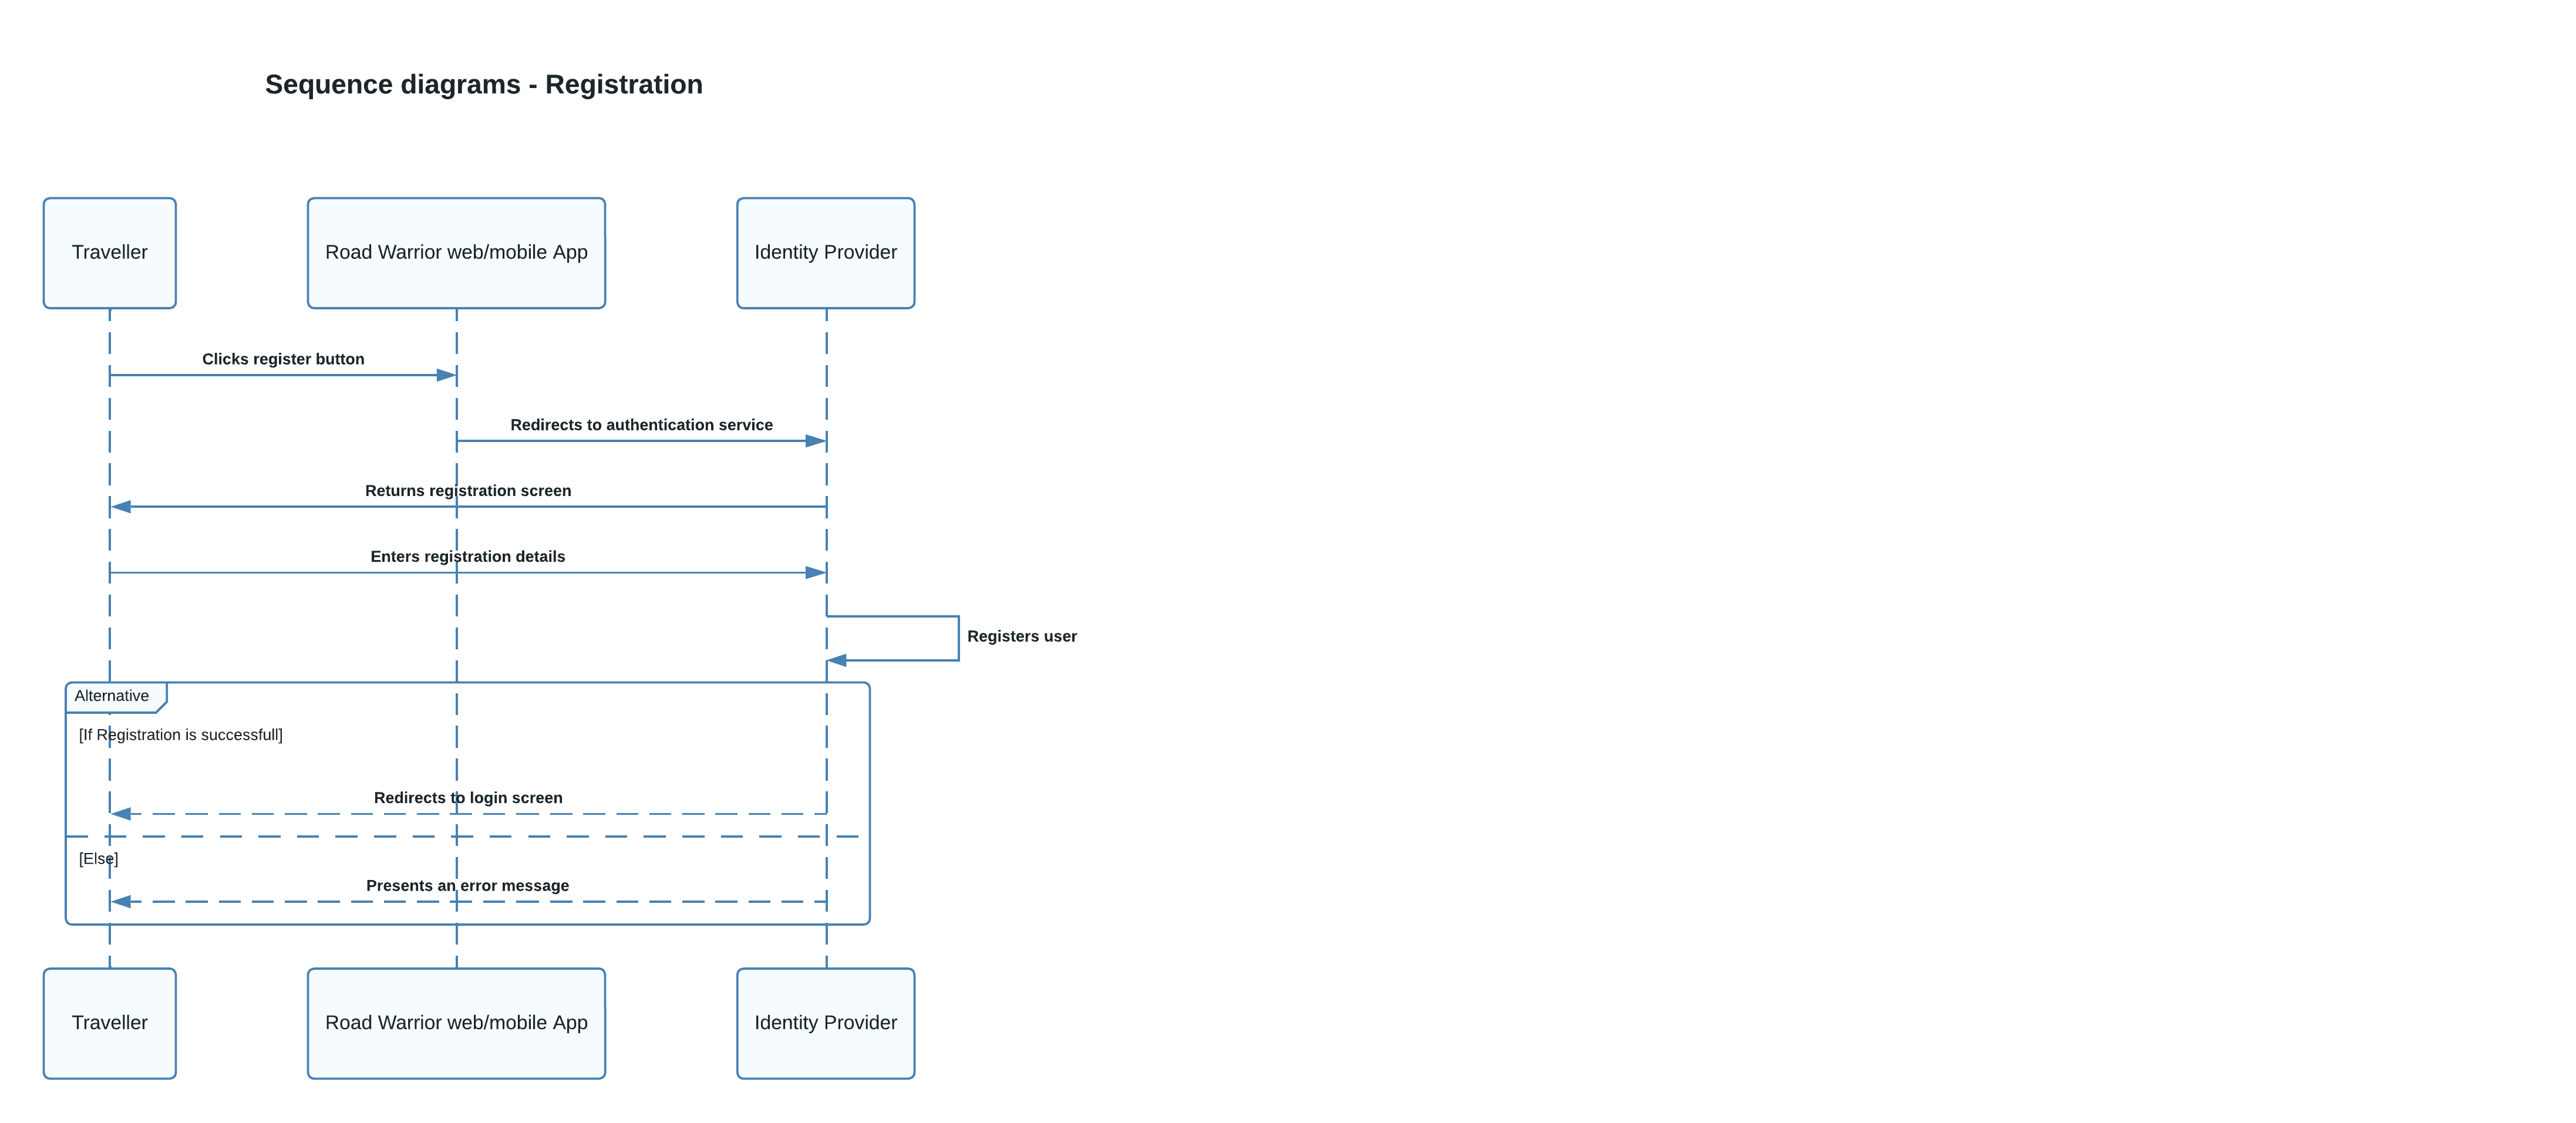 Sequence diagrams - Registration
Traveller
Road Warrior web/mobile App
Identity Provider
Clicks register button
Redirects to authentication service
Returns registration screen
Enters registration details
Registers user
Alternative
[If Registration is successfull]
Redirects to login screen
[Else]
Presents an error message
Traveller
Road Warrior web/mobile App
Identity Provider